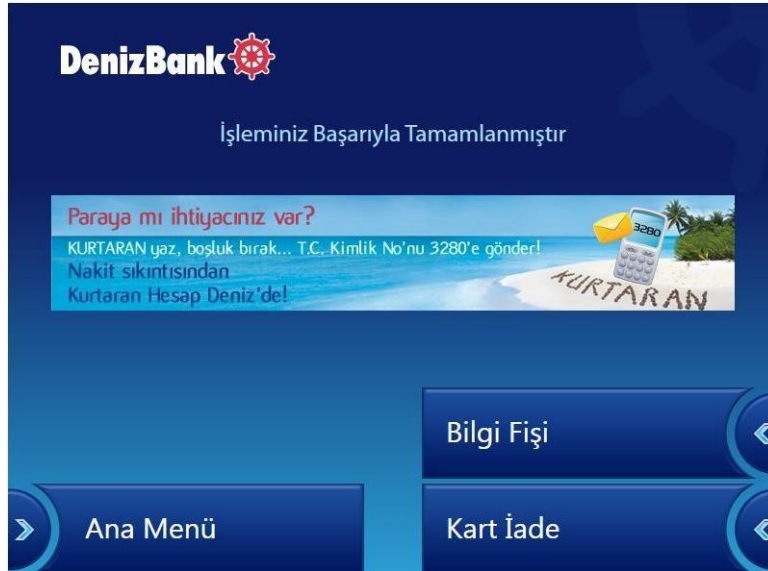 DenizBank
İşleminiz Başarıyla Tamamlanmıştır
Paraya mı ihtiyacınız var?
KURTARAN yaz, boşluk bırak... T.C. Kimlik No'nu 3280'e gönder!
Nakit sıkıntısından
Kurtaran Hesap Deniz'de!
3280
KURTARAN
Bilgi Fişi
Ana Menü
Kart İade